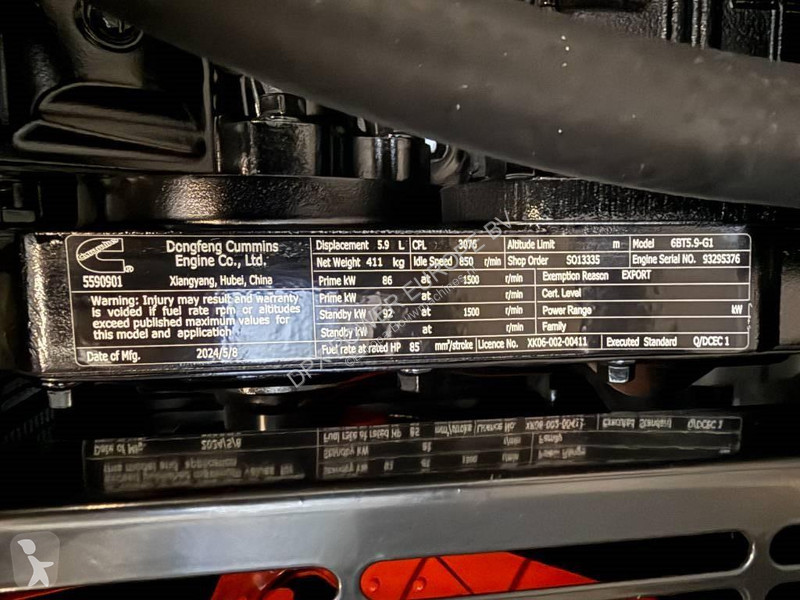 Cummins
5590901
Dongfeng Cummins
Engine Co., Ltd.
Xiangyang, Hubei, China
Warning: Injury may result and warranty
is voided if fuel rate rpm or altitudes
exceed published maximum values for
this model and application
Date of Mfg. 2024/5/8
Displacement 5.9 L CPL 3076 Altitude Limit m Model 6BT5.9-G1
Net Weight 411 kg Idle Speed 850 r/min Shop Order SO13335 Engine Serial NO. 93295376
Prime kW 86 at 1500 r/min Exemption Reason EXPORT
Prime kW at r/min Cert. Level
Standby kW 92 at 1500 r/min Power Range kW
Standby kW at r/min Family
Fuel rate at rated HP 85 mm³/stroke Licence No. XK06-002-00411 Executed Standard Q/DCEC 1